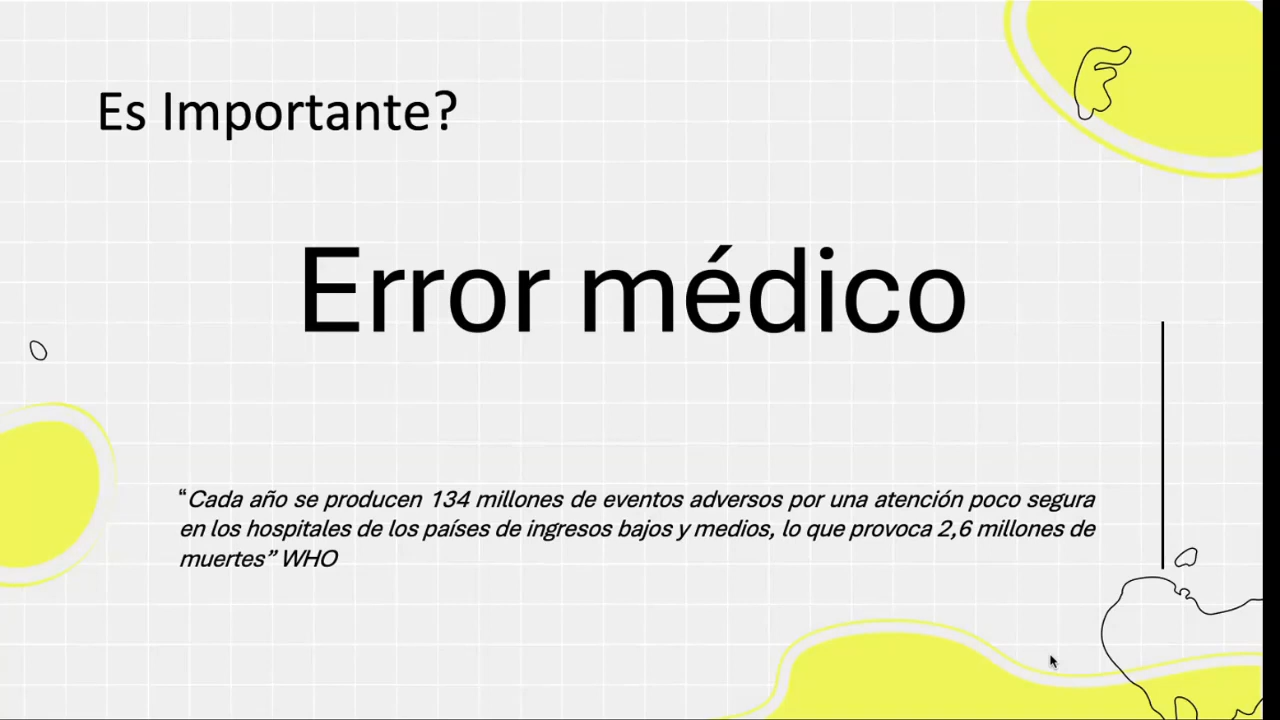 Es Importante?
Error médico
“Cada año se producen 134 millones de eventos adversos por una atención poco segura
en los hospitales de los países de ingresos bajos y medios, lo que provoca 2,6 millones de
muertes” WHO